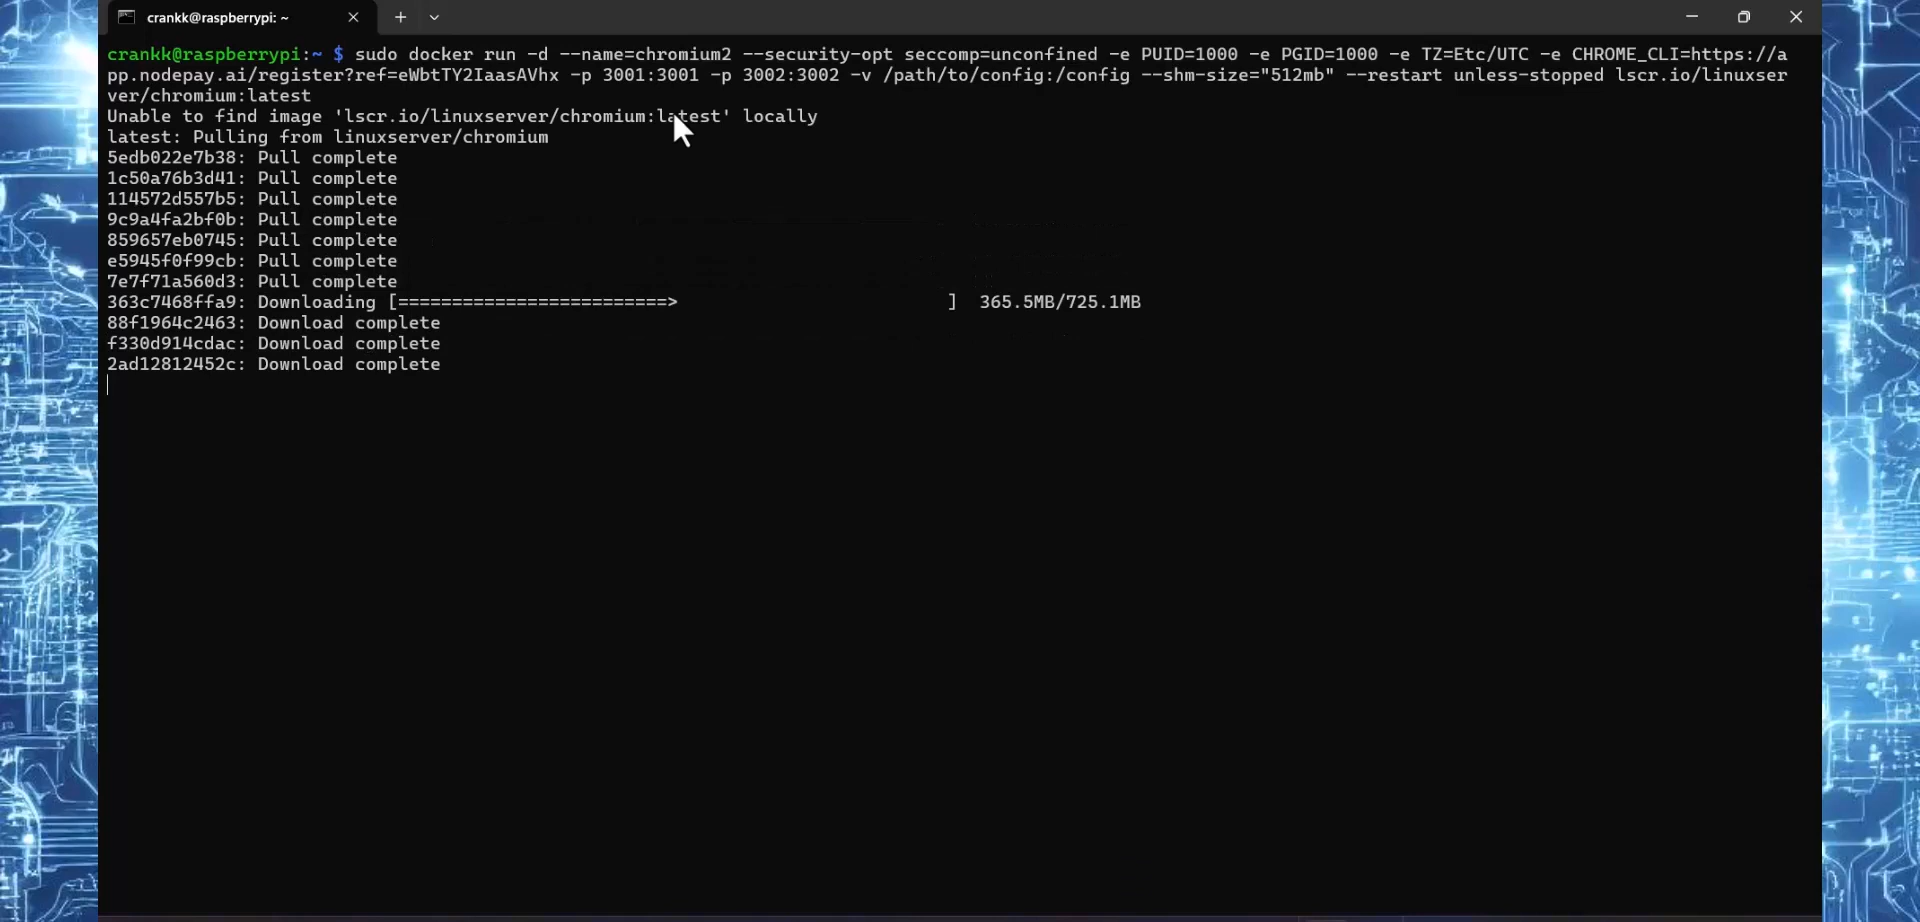 crankk@raspberrypi: ~
crankk@raspberrypi:~ $ sudo docker run -d --name=chromium2 --security-opt seccomp=unconfined -e PUID=1000 -e PGID=1000 -e TZ=Etc/UTC -e CHROME_CLI=https://a
pp.nodepay.ai/register?ref=eWbtTY2IaasAVhx -p 3001:3001 -p 3002:3002 -v /path/to/config:/config --shm-size="512mb" --restart unless-stopped lscr.io/linuxser
ver/chromium:latest
Unable to find image 'lscr.io/linuxserver/chromium:latest' locally
latest: Pulling from linuxserver/chromium
5edb022e7b38: Pull complete
1c50a76b3d41: Pull complete
114572d557b5: Pull complete
9c9a4fa2bf0b: Pull complete
859657eb0745: Pull complete
e5945f0f99cb: Pull complete
7e7f71a560d3: Pull complete
363c7468ffa9: Downloading [=========================>                         ]  365.5MB/725.1MB
88f1964c2463: Download complete
f330d914cdac: Download complete
2ad12812452c: Download complete